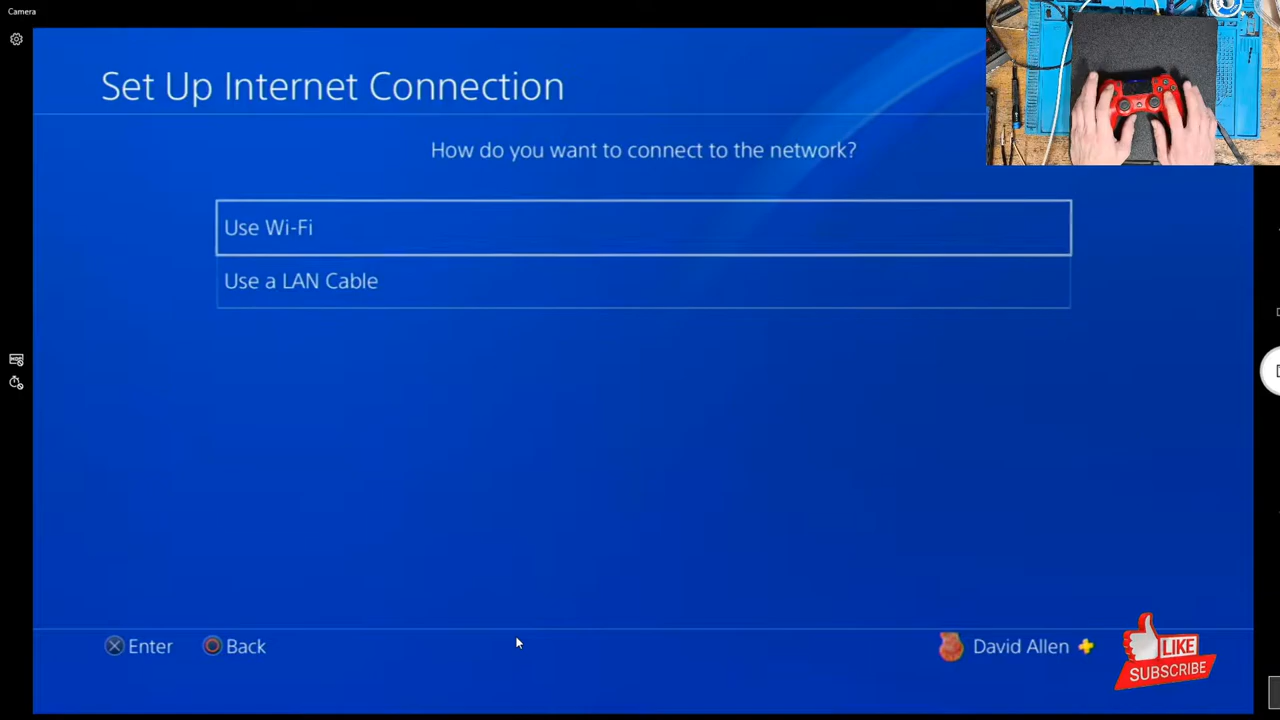 Camera
Set Up Internet Connection
How do you want to connect to the network?
Use Wi-Fi
Use a LAN Cable
Enter
Back
David Allen
LIKE
SUBSCRIBE